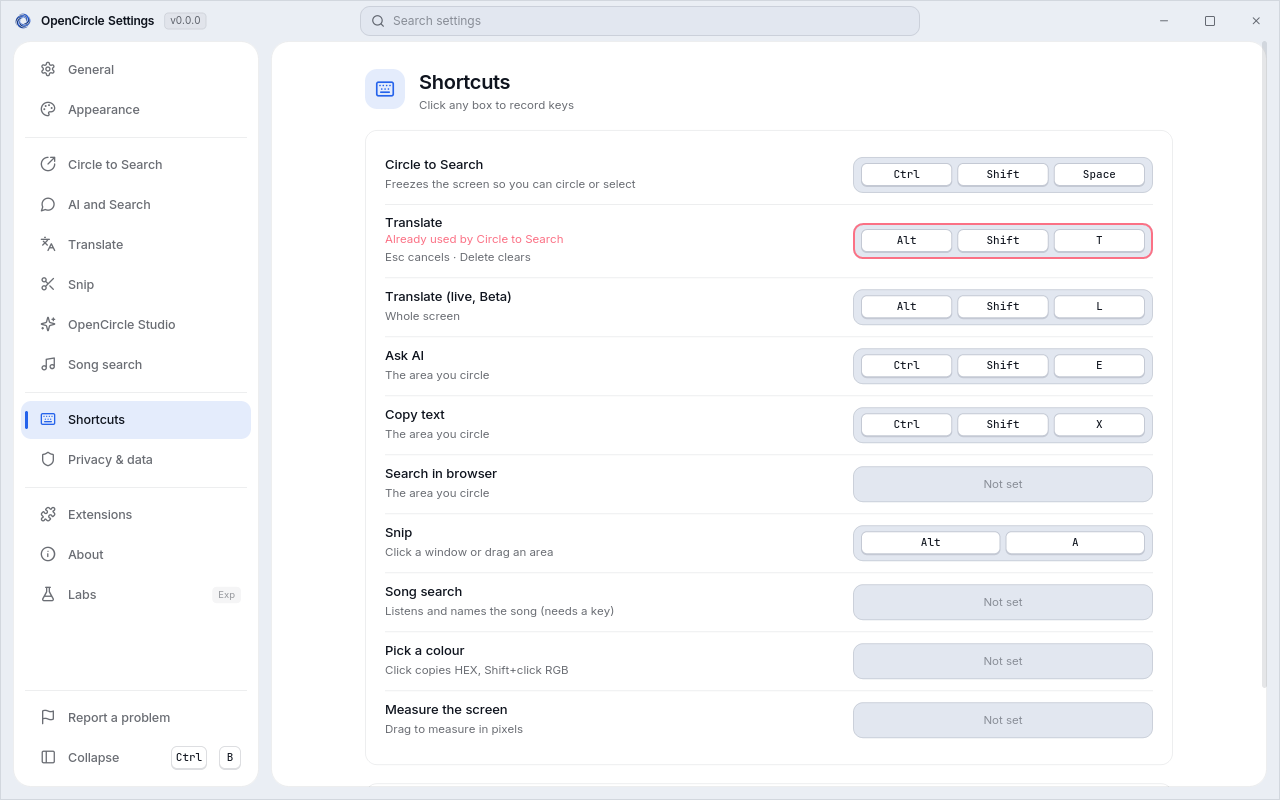 OpenCircle Settings v0.0.0
Search settings
General
Appearance
Circle to Search
AI and Search
Translate
Snip
OpenCircle Studio
Song search
Shortcuts
Privacy & data
Extensions
About
Labs Exp
Report a problem
Collapse Ctrl B
Shortcuts
Click any box to record keys
Circle to Search
Freezes the screen so you can circle or select
Ctrl Shift Space
Translate
Already used by Circle to Search
Esc cancels · Delete clears
Alt Shift T
Translate (live, Beta)
Whole screen
Alt Shift L
Ask AI
The area you circle
Ctrl Shift E
Copy text
The area you circle
Ctrl Shift X
Search in browser
The area you circle
Not set
Snip
Click a window or drag an area
Alt A
Song search
Listens and names the song (needs a key)
Not set
Pick a colour
Click copies HEX, Shift+click RGB
Not set
Measure the screen
Drag to measure in pixels
Not set